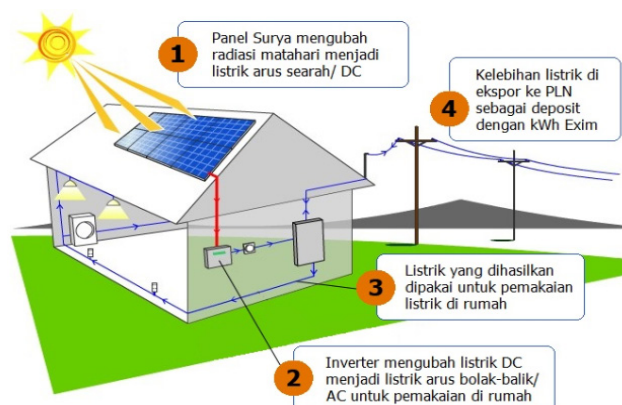 1
Panel Surya mengubah
radiasi matahari menjadi
listrik arus searah/ DC
Kelebihan listrik di
ekspor ke PLN
sebagai deposit
dengan kWh Exim
4
3
Listrik yang dihasilkan
dipakai untuk pemakaian
listrik di rumah
2
Inverter mengubah listrik DC
menjadi listrik arus bolak-balik/
AC untuk pemakaian di rumah